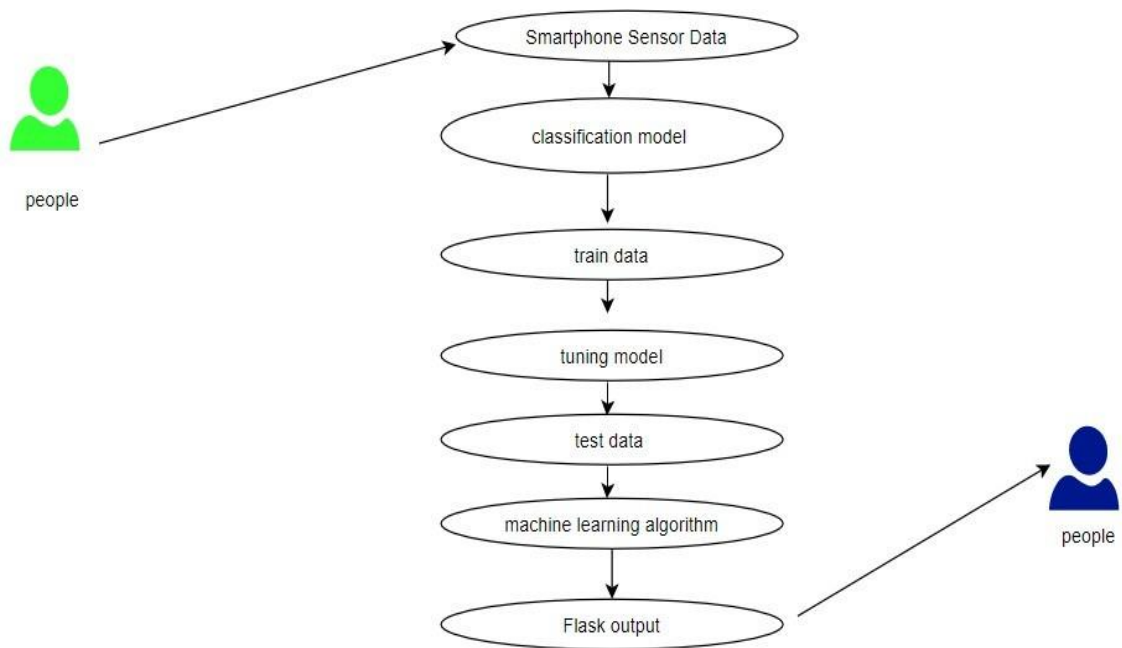 Smartphone Sensor Data
classification model
people
train data
tuning model
test data
machine learning algorithm
people
Flask output